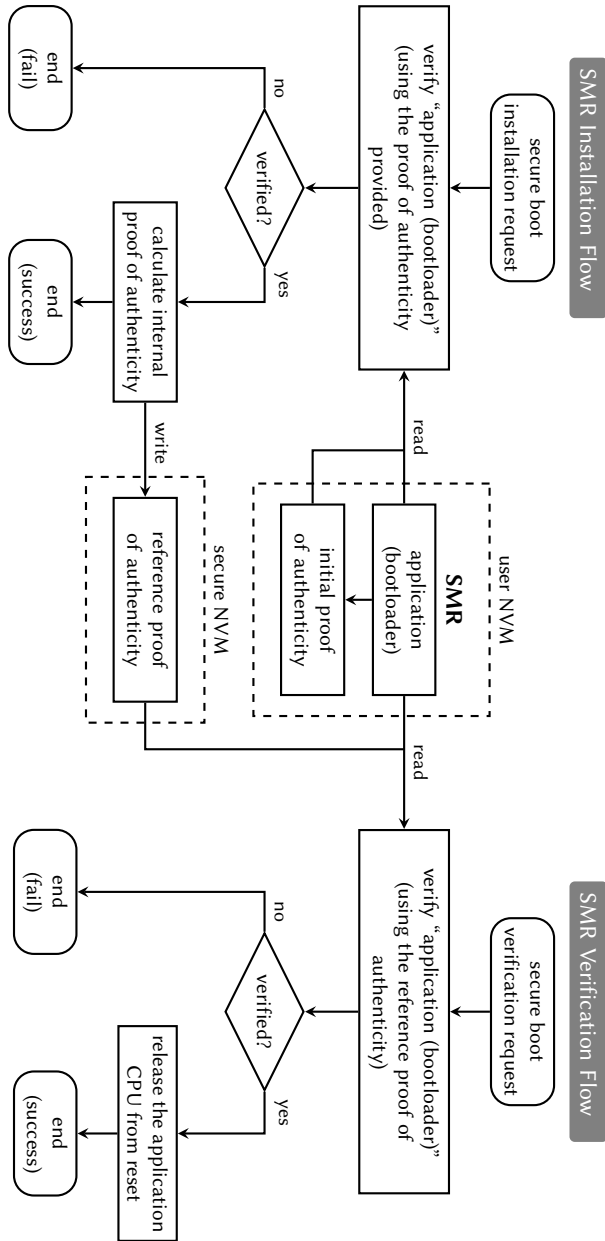 SMR Installation Flow
secure boot
installation request
verify “application (bootloader)”
(using the proof of authenticity
provided)
verified?
no
yes
end
(fail)
calculate internal
proof of authenticity
end
(success)
read
write
user NVM
SMR
application
(bootloader)
initial proof
of authenticity
secure NVM
reference proof
of authenticity
read
SMR Verification Flow
secure boot
verification request
verify “application (bootloader)”
(using the reference proof of
authenticity)
verified?
no
yes
end
(fail)
release the application
CPU from reset
end
(success)